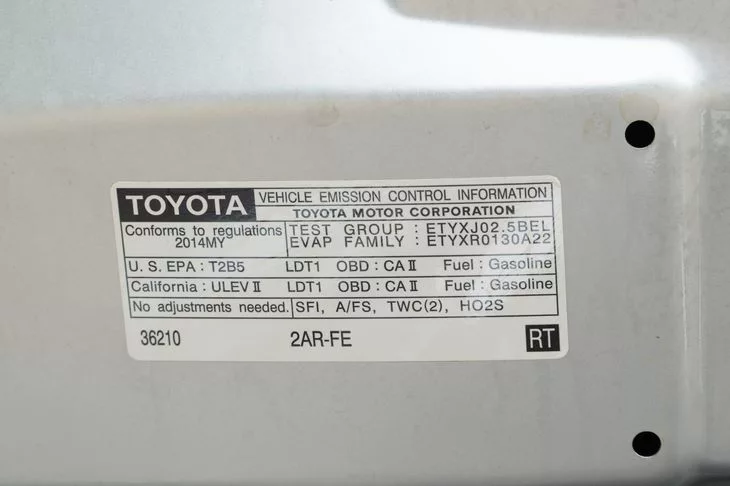 TOYOTA
VEHICLE EMISSION CONTROL INFORMATION
TOYOTA MOTOR CORPORATION
Conforms to regulations
2014MY
TEST GROUP : ETYXJ02.5BEL
EVAP FAMILY : ETYXR0130A22
U. S. EPA : T2B5 LDT1 OBD : CA II Fuel : Gasoline
California : ULEV II LDT1 OBD : CA II Fuel : Gasoline
No adjustments needed. SFI, A/FS, TWC(2), HO2S
36210 2AR-FE RT